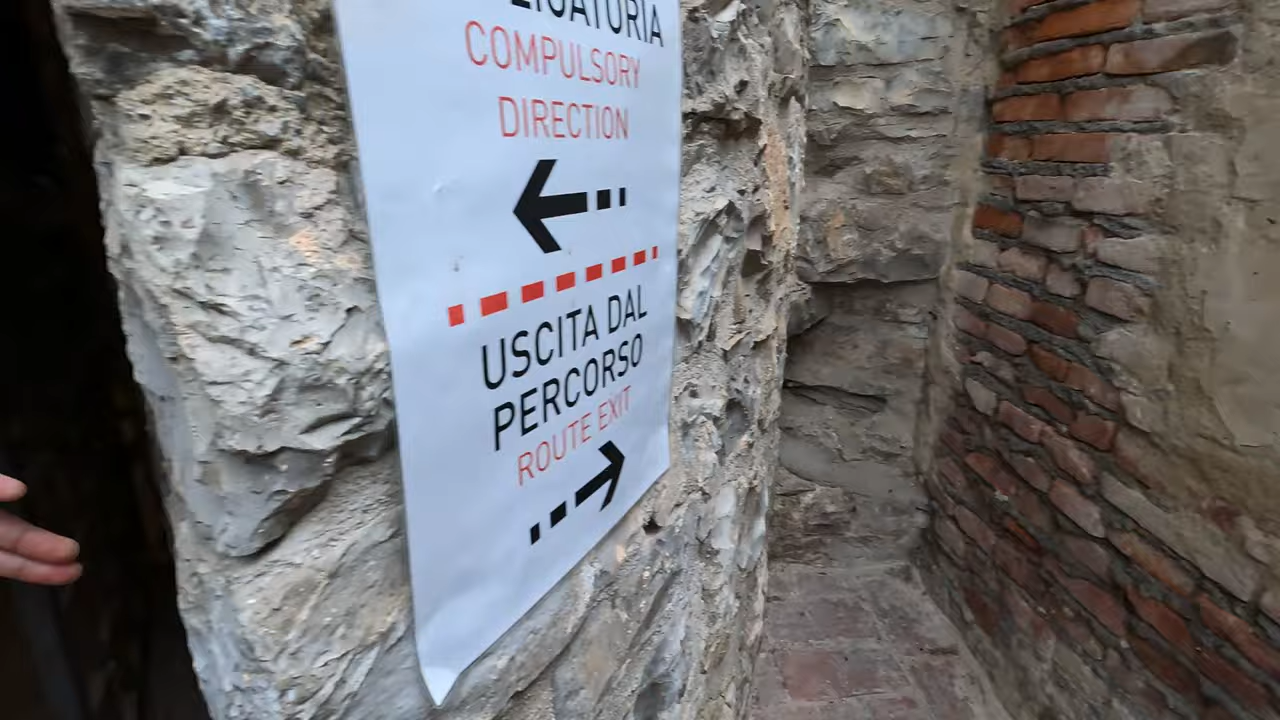 COMPULSORY
DIRECTION
USCITA DAL
PERCORSO
ROUTE EXIT